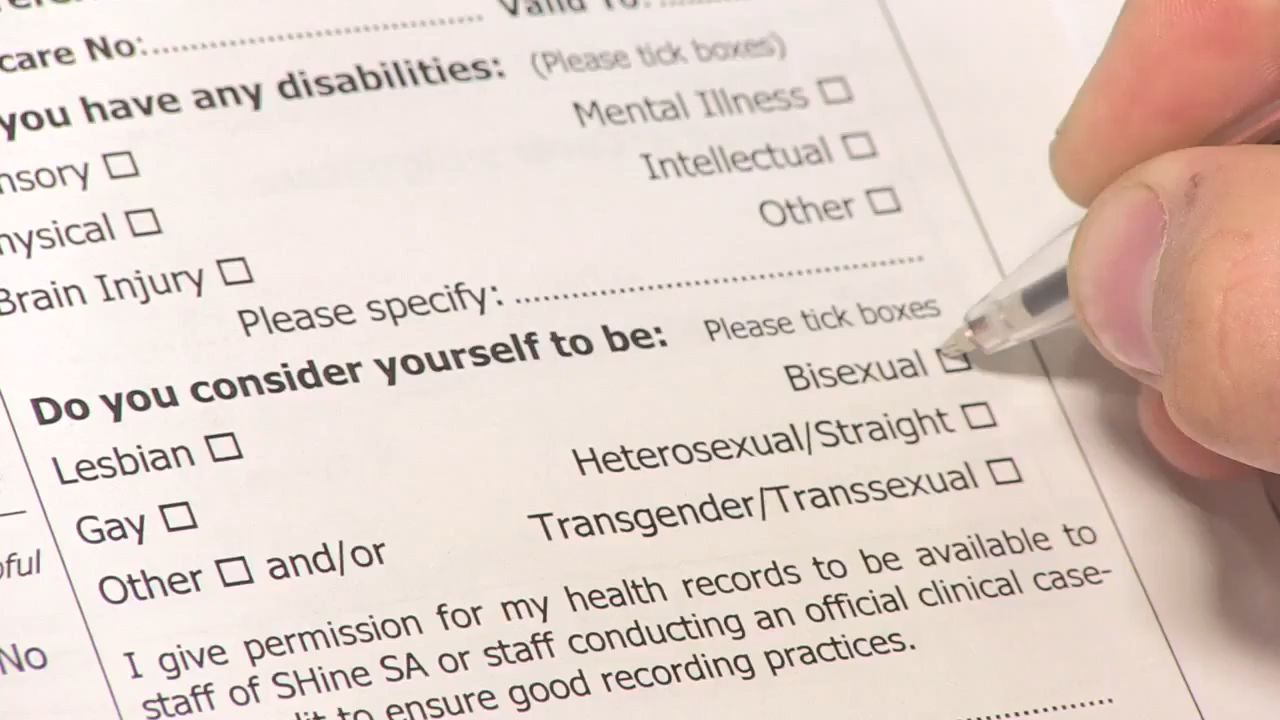 care No:
Valid To:
you have any disabilities: (Please tick boxes)
Mental Illness
nsory
Intellectual
hysical
Other
Brain Injury
Please specify:
Do you consider yourself to be: Please tick boxes
Bisexual
Lesbian
Heterosexual/Straight
Gay
Transgender/Transsexual
Other and/or
I give permission for my health records to be available to
staff of SHine SA or staff conducting an official clinical case-
to ensure good recording practices.
No